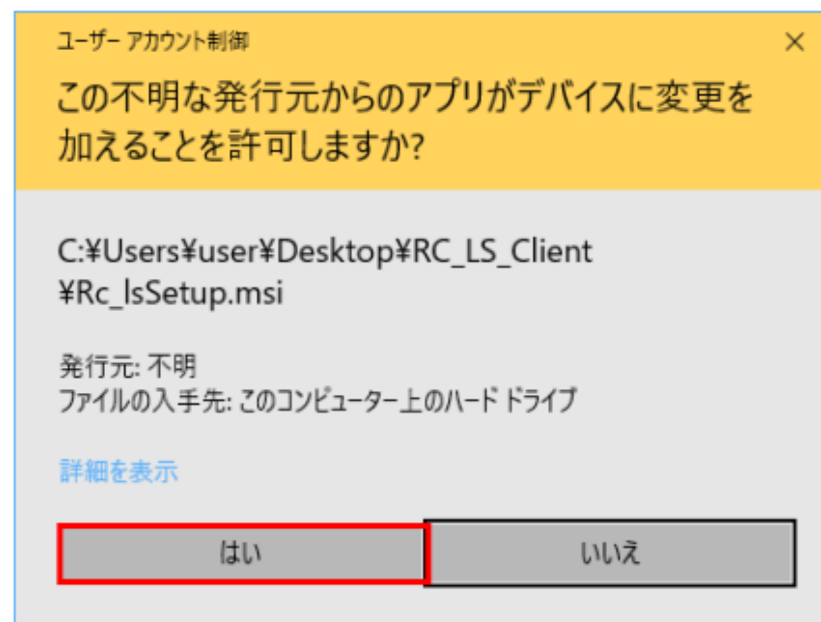 ユーザー アカウント制御
この不明な発行元からのアプリがデバイスに変更を
加えることを許可しますか?
C:¥Users¥user¥Desktop¥RC_LS_Client
¥Rc_lsSetup.msi
発行元: 不明
ファイルの入手先: このコンピューター上のハード ドライブ
詳細を表示
はい
いいえ